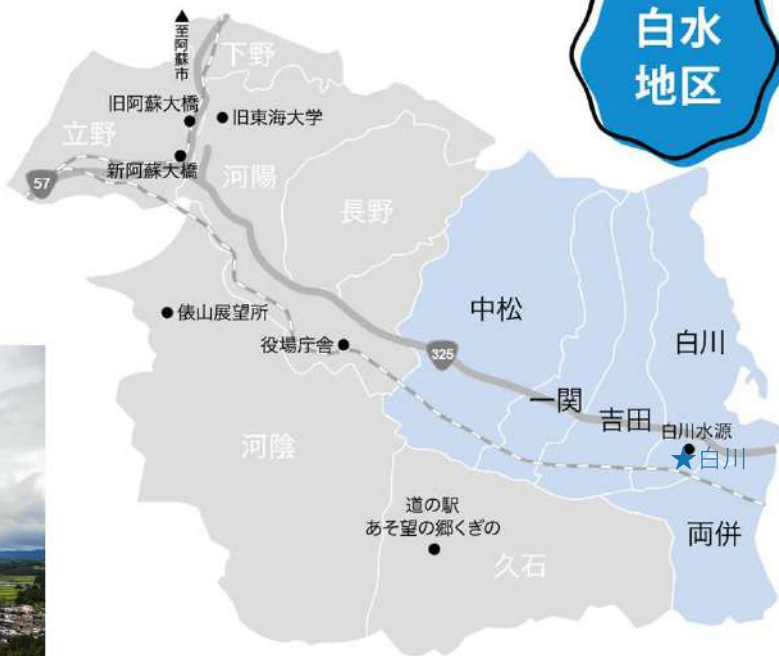 白水
地区
▲至阿蘇市
下野
旧阿蘇大橋
旧東海大学
立野
新阿蘇大橋
河陽
57
長野
俵山展望所
中松
役場庁舎
325
白川
一関
吉田
白川水源
★白川
河陰
道の駅
あそ望の郷くぎの
両併
久石